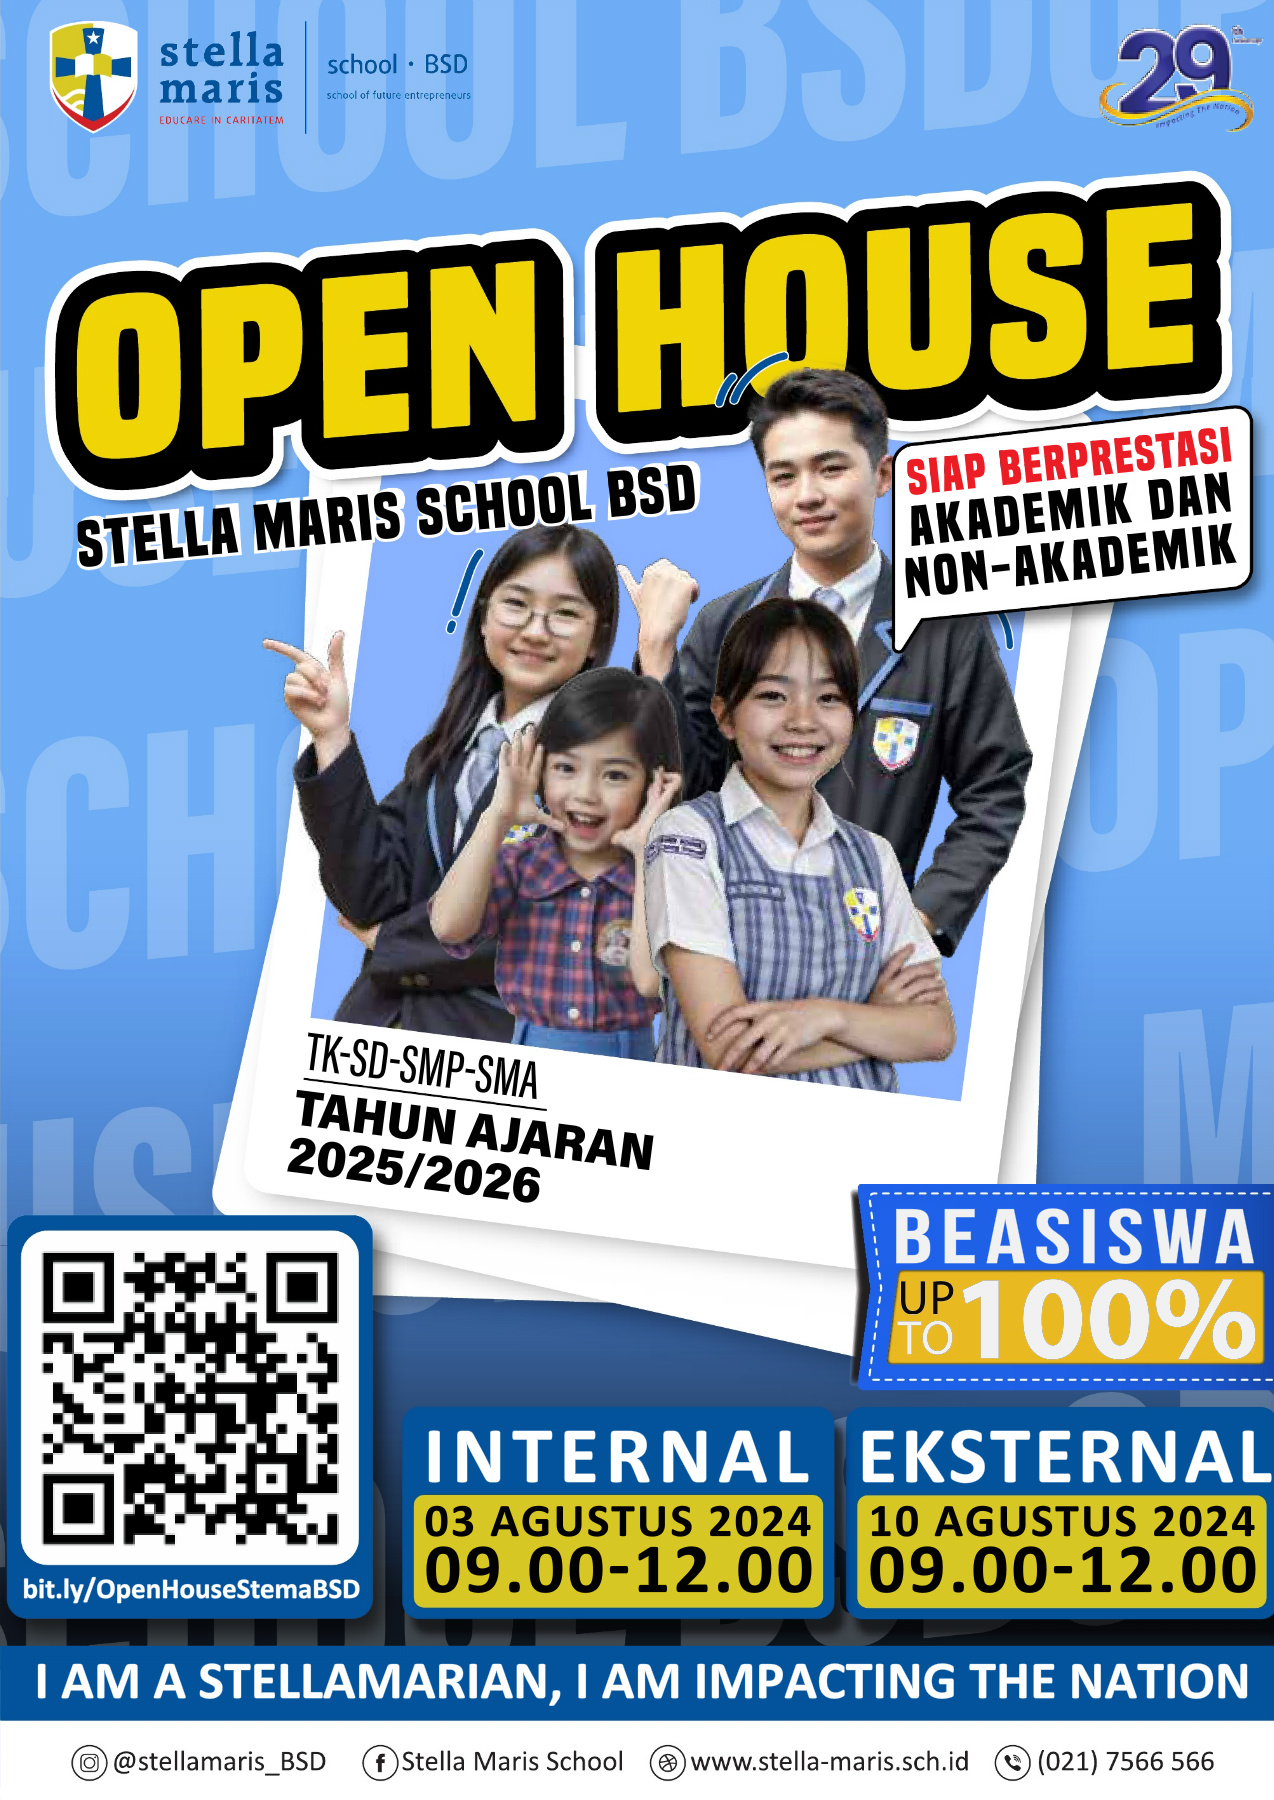 stella
maris
EDUCARE IN CARITATEM
school · BSD
school of future entrepreneurs
29
Impacting The Nation
OPEN HOUSE
STELLA MARIS SCHOOL BSD
SIAP BERPRESTASI
AKADEMIK DAN
NON-AKADEMIK
TK-SD-SMP-SMA
TAHUN AJARAN
2025/2026
BEASISWA
UP
TO
100%
bit.ly/OpenHouseStemaBSD
INTERNAL
03 AGUSTUS 2024
09.00-12.00
EKSTERNAL
10 AGUSTUS 2024
09.00-12.00
I AM A STELLAMARIAN, I AM IMPACTING THE NATION
@stellamaris_BSD
Stella Maris School
www.stella-maris.sch.id
(021) 7566 566